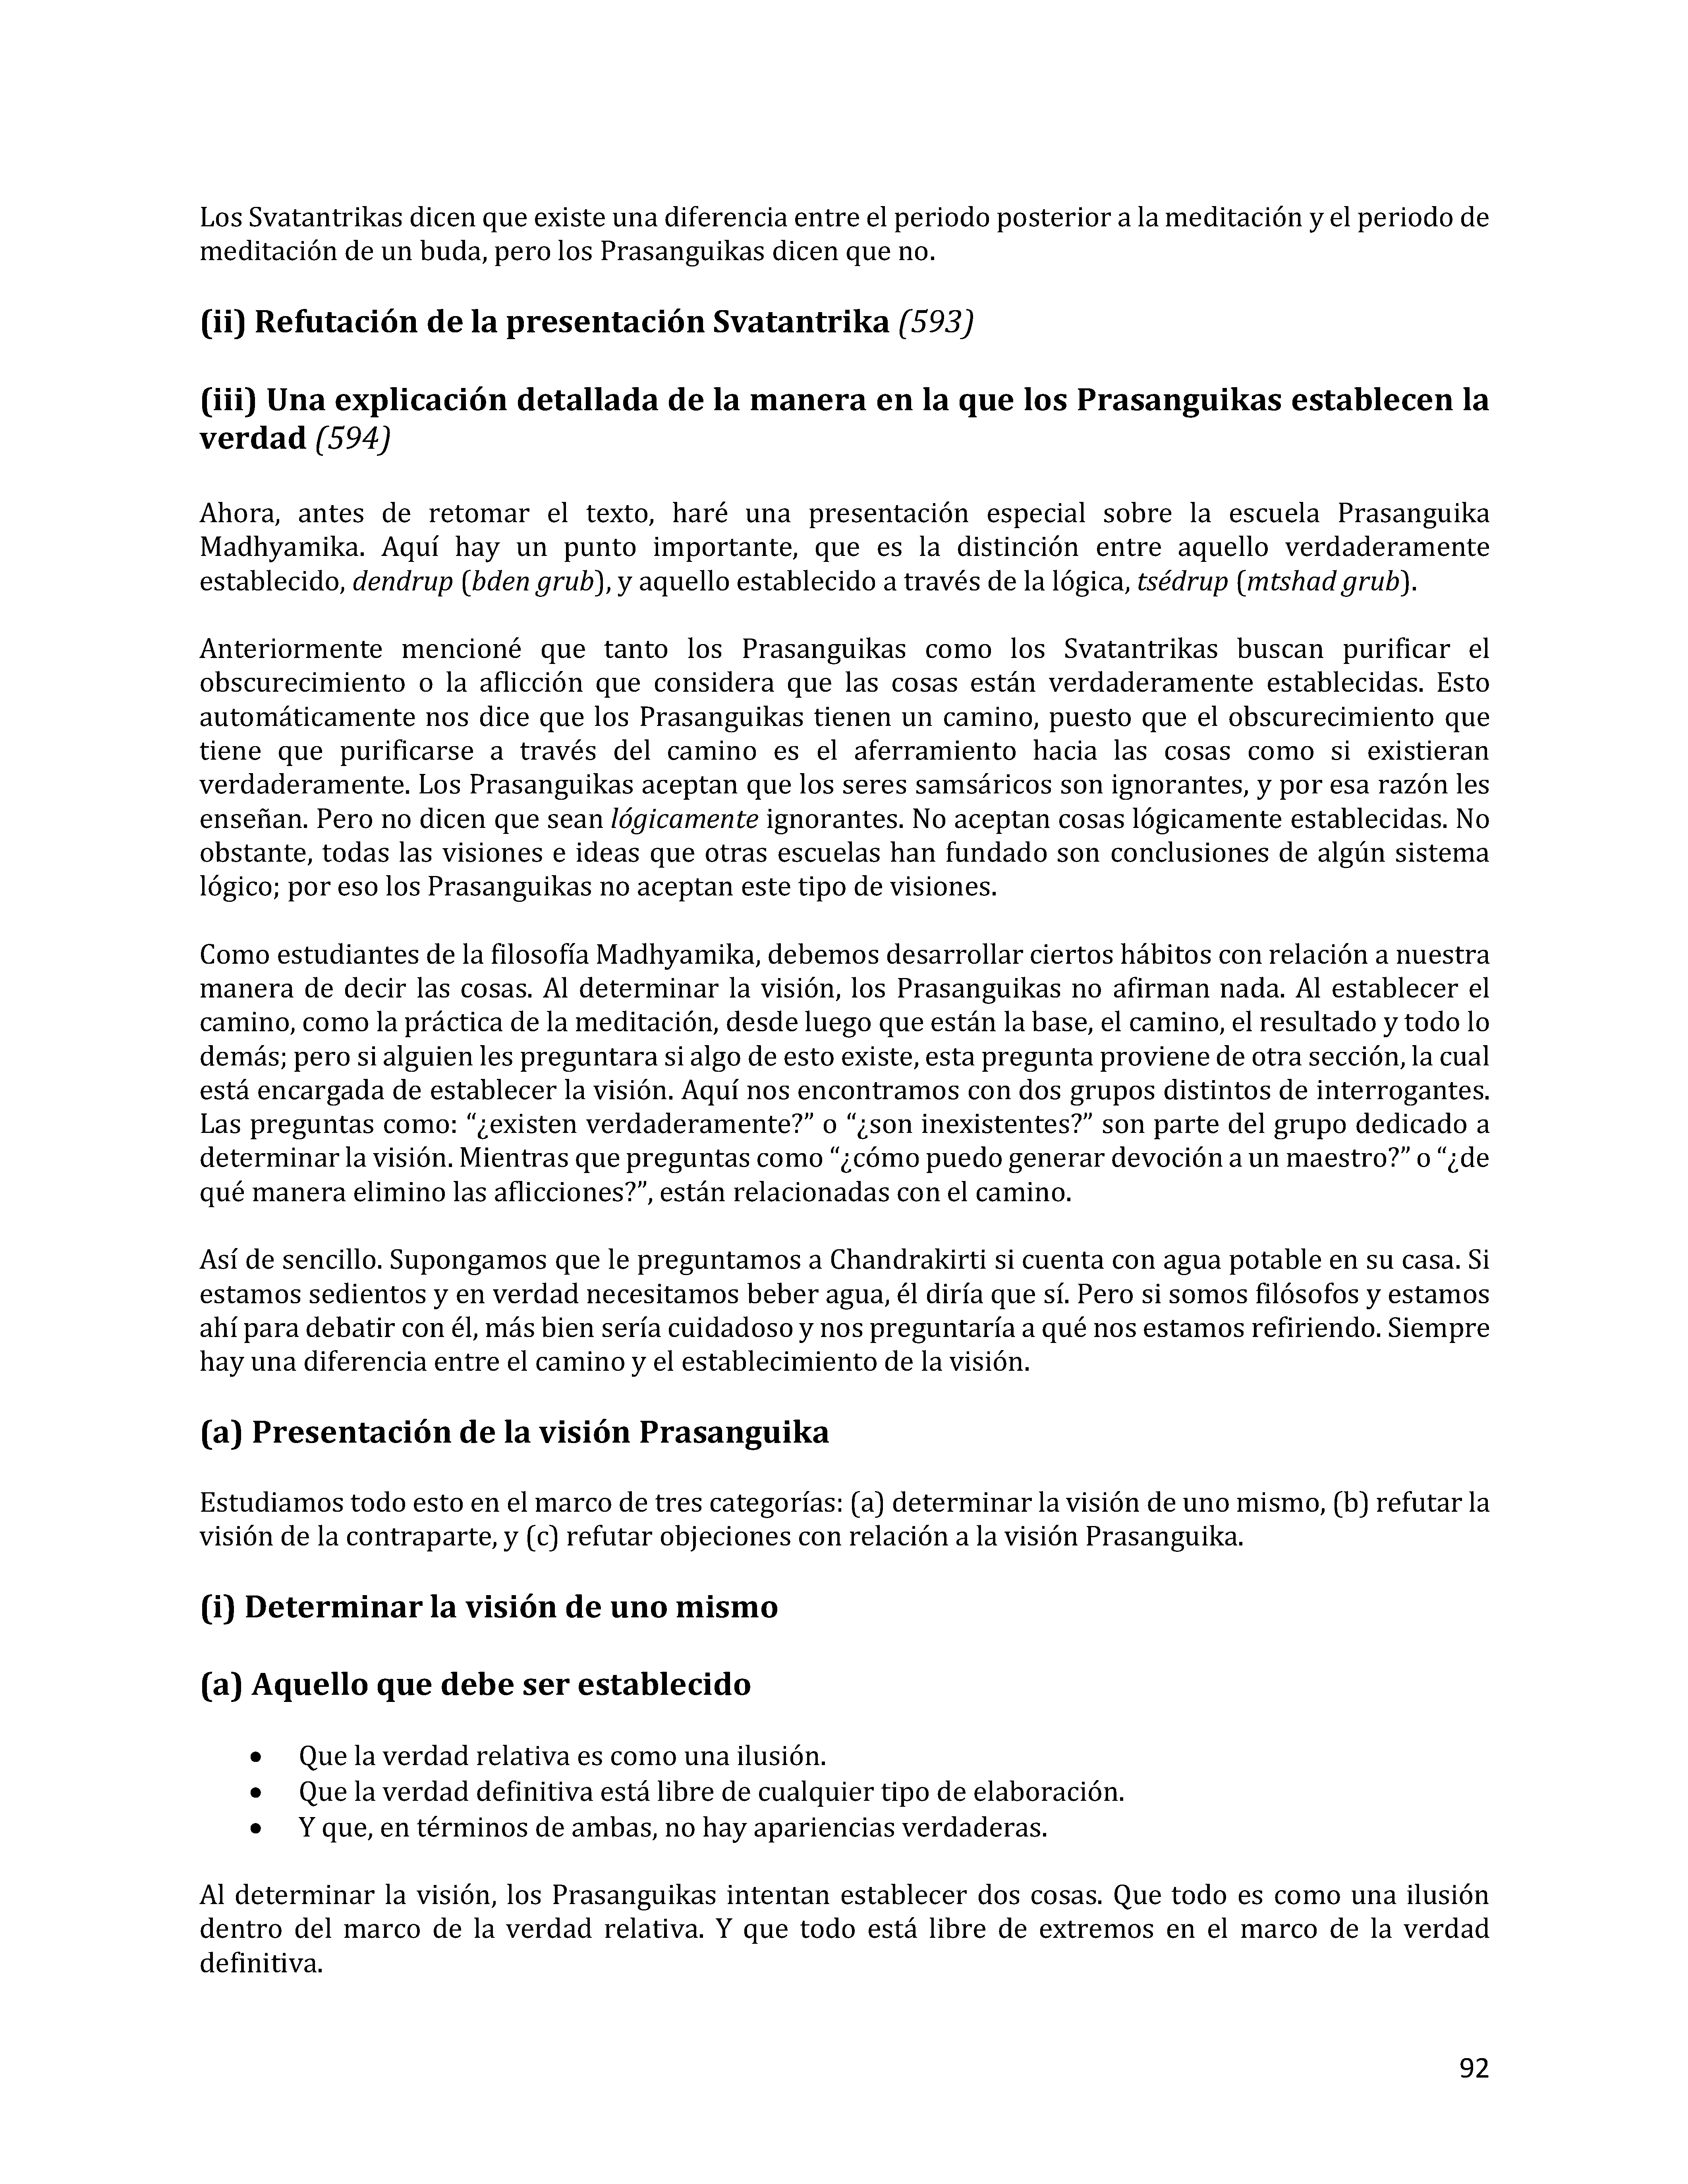 Los Svatantrikas dicen que existe una diferencia entre el periodo posterior a la meditación y el periodo de
meditación de un buda, pero los Prasanguikas dicen que no.
(ii) Refutación de la presentación Svatantrika (593)
(iii) Una explicación detallada de la manera en la que los Prasanguikas establecen la
verdad (594)
Ahora, antes de retomar el texto, haré una presentación especial sobre la escuela Prasanguika
Madhyamika. Aquí hay un punto importante, que es la distinción entre aquello verdaderamente
establecido, dendrup (bden grub), y aquello establecido a través de la lógica, tsédrup (mtshad grub).
Anteriormente mencioné que tanto los Prasanguikas como los Svatantrikas buscan purificar el
obscurecimiento o la aflicción que considera que las cosas están verdaderamente establecidas. Esto
automáticamente nos dice que los Prasanguikas tienen un camino, puesto que el obscurecimiento que
tiene que purificarse a través del camino es el aferramiento hacia las cosas como si existieran
verdaderamente. Los Prasanguikas aceptan que los seres samsáricos son ignorantes, y por esa razón les
enseñan. Pero no dicen que sean lógicamente ignorantes. No aceptan cosas lógicamente establecidas. No
obstante, todas las visiones e ideas que otras escuelas han fundado son conclusiones de algún sistema
lógico; por eso los Prasanguikas no aceptan este tipo de visiones.
Como estudiantes de la filosofía Madhyamika, debemos desarrollar ciertos hábitos con relación a nuestra
manera de decir las cosas. Al determinar la visión, los Prasanguikas no afirman nada. Al establecer el
camino, como la práctica de la meditación, desde luego que están la base, el camino, el resultado y todo lo
demás; pero si alguien les preguntara si algo de esto existe, esta pregunta proviene de otra sección, la cual
está encargada de establecer la visión. Aquí nos encontramos con dos grupos distintos de interrogantes.
Las preguntas como: “¿existen verdaderamente?” o “¿son inexistentes?” son parte del grupo dedicado a
determinar la visión. Mientras que preguntas como “¿cómo puedo generar devoción a un maestro?” o “¿de
qué manera elimino las aflicciones?”, están relacionadas con el camino.
Así de sencillo. Supongamos que le preguntamos a Chandrakirti si cuenta con agua potable en su casa. Si
estamos sedientos y en verdad necesitamos beber agua, él diría que sí. Pero si somos filósofos y estamos
ahí para debatir con él, más bien sería cuidadoso y nos preguntaría a qué nos estamos refiriendo. Siempre
hay una diferencia entre el camino y el establecimiento de la visión.
(a) Presentación de la visión Prasanguika
Estudiamos todo esto en el marco de tres categorías: (a) determinar la visión de uno mismo, (b) refutar la
visión de la contraparte, y (c) refutar objeciones con relación a la visión Prasanguika.
(i) Determinar la visión de uno mismo
(a) Aquello que debe ser establecido
• Que la verdad relativa es como una ilusión.
• Que la verdad definitiva está libre de cualquier tipo de elaboración.
• Y que, en términos de ambas, no hay apariencias verdaderas.
Al determinar la visión, los Prasanguikas intentan establecer dos cosas. Que todo es como una ilusión
dentro del marco de la verdad relativa. Y que todo está libre de extremos en el marco de la verdad
definitiva.
92